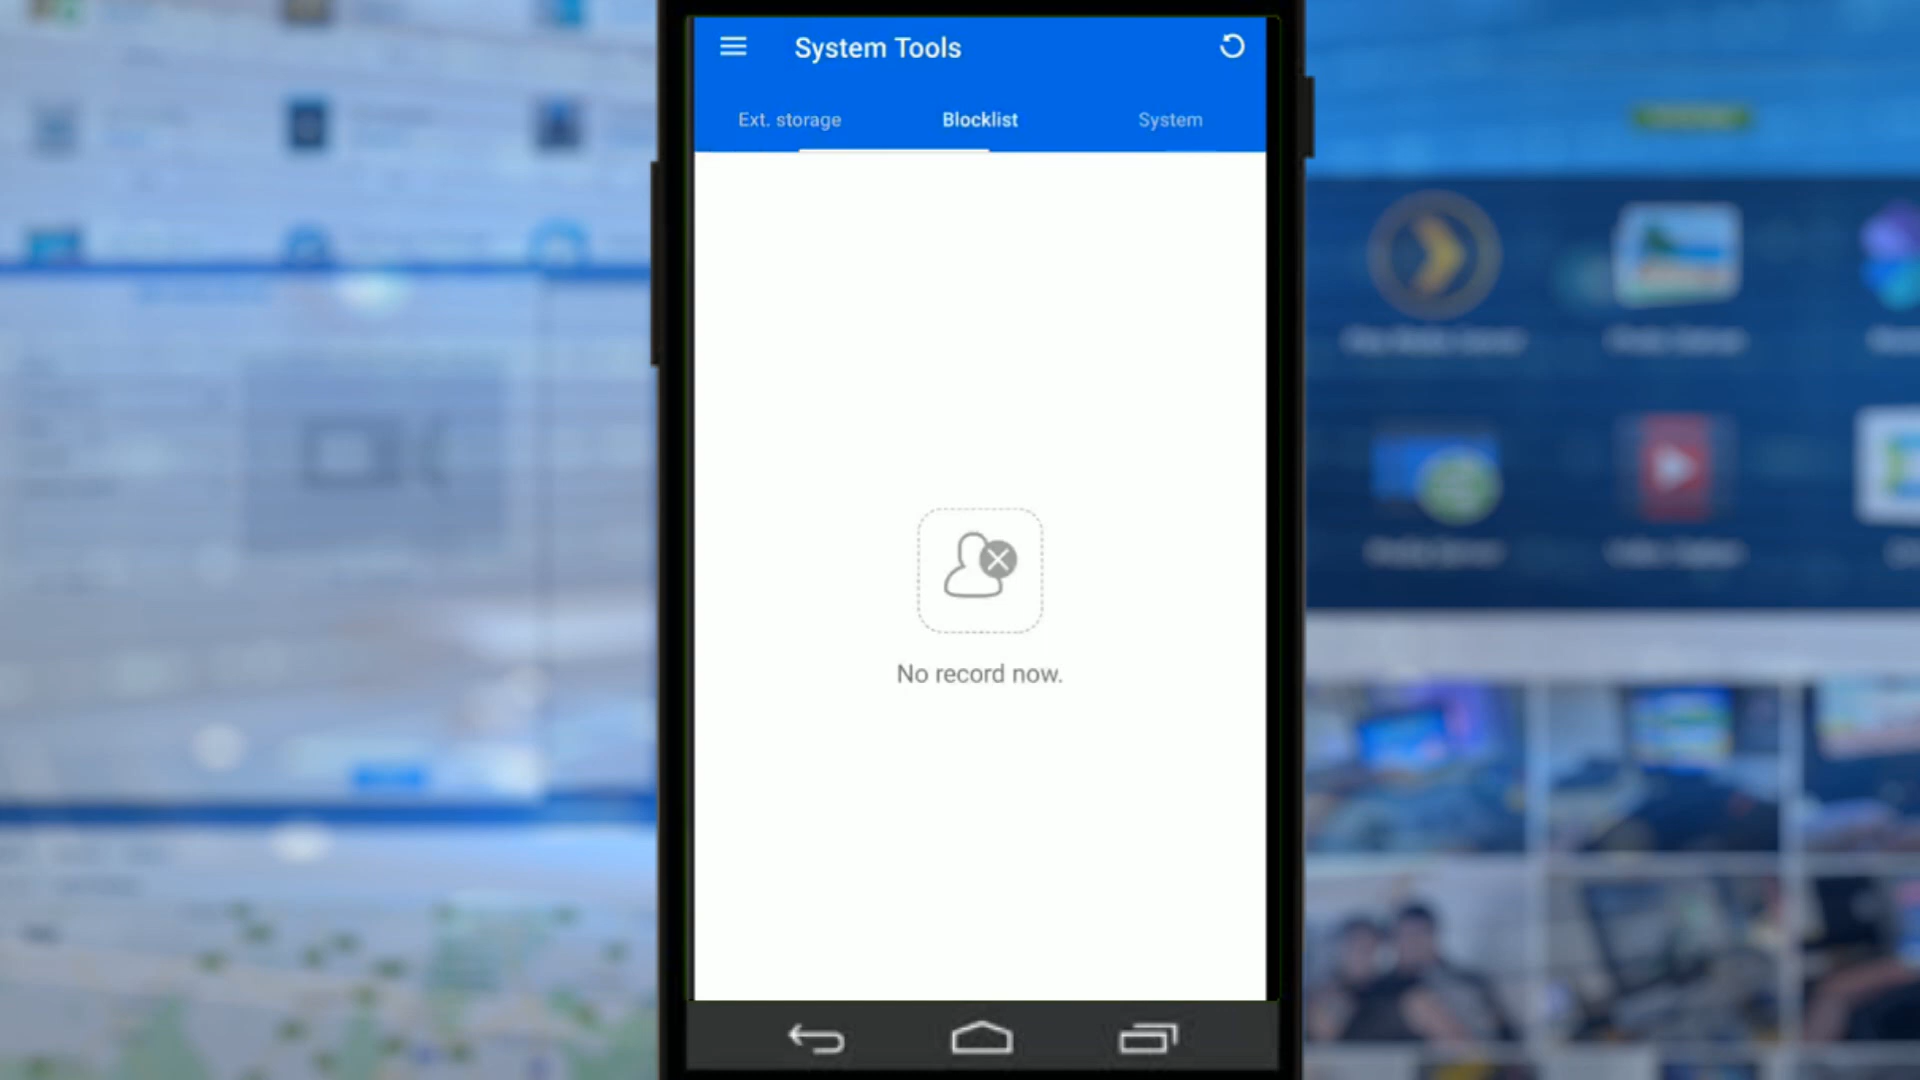 System Tools
Ext. storage
Blocklist
System
No record now.